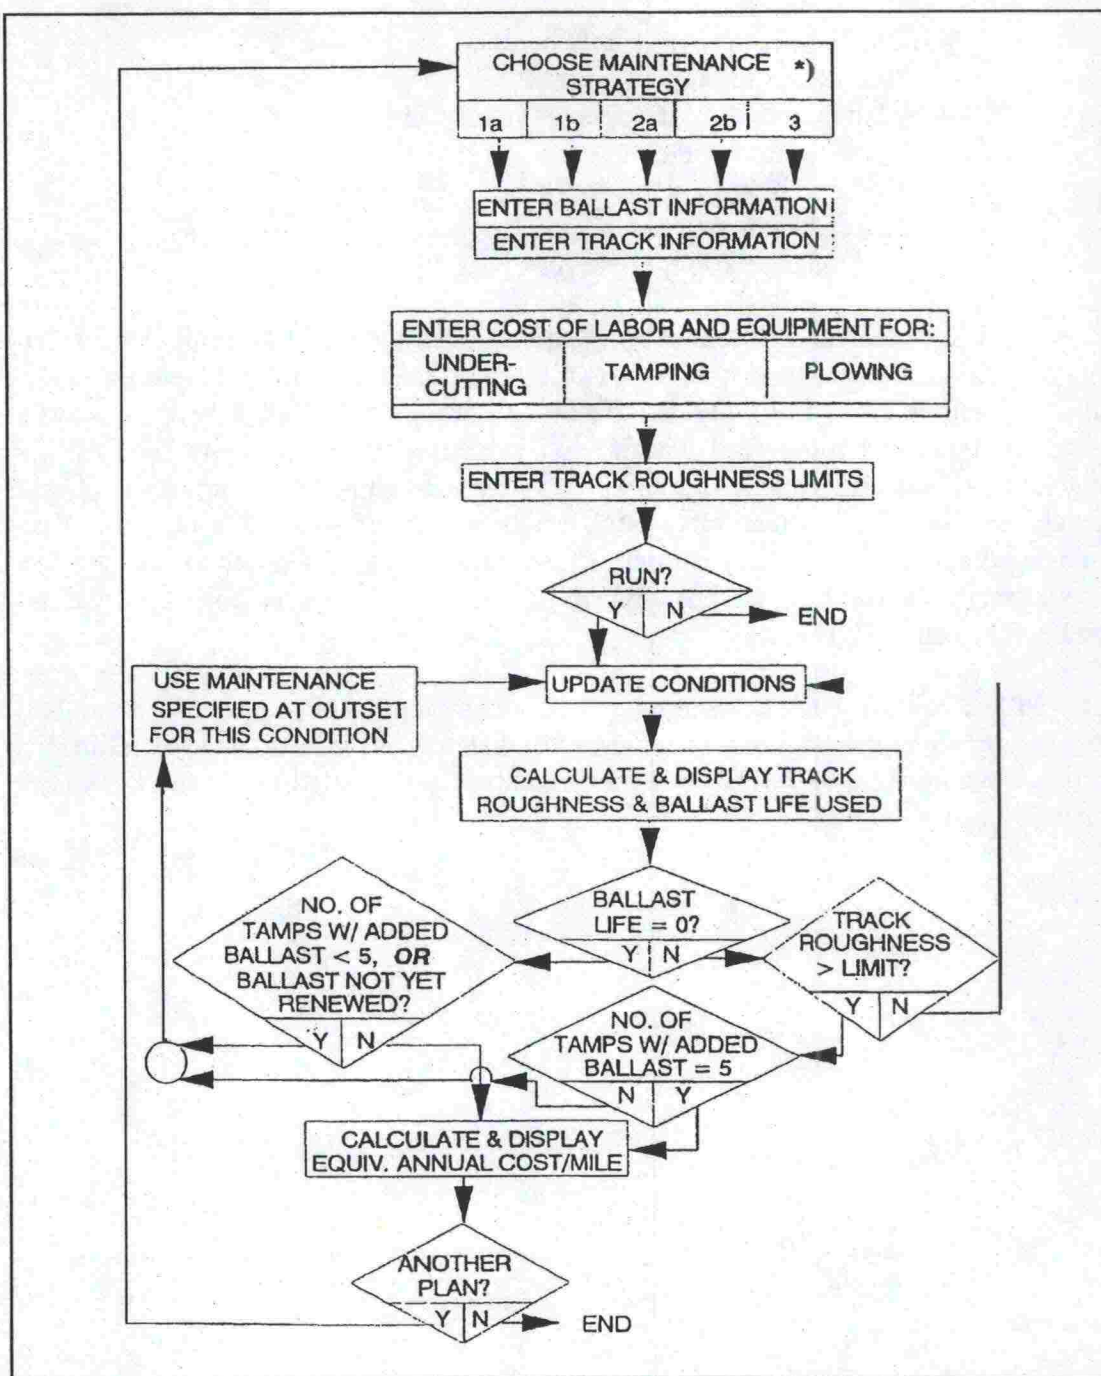 CHOOSE MAINTENANCE *)
STRATEGY
1a 1b 2a 2b 3
ENTER BALLAST INFORMATION
ENTER TRACK INFORMATION
ENTER COST OF LABOR AND EQUIPMENT FOR:
UNDER-
CUTTING
TAMPING
PLOWING
ENTER TRACK ROUGHNESS LIMITS
RUN?
Y N
END
USE MAINTENANCE
SPECIFIED AT OUTSET
FOR THIS CONDITION
UPDATE CONDITIONS
CALCULATE & DISPLAY TRACK
ROUGHNESS & BALLAST LIFE USED
BALLAST
LIFE = 0?
Y N
NO. OF
TAMPS W/ ADDED
BALLAST < 5, OR
BALLAST NOT YET
RENEWED?
Y N
TRACK
ROUGHNESS
> LIMIT?
Y N
NO. OF
TAMPS W/ ADDED
BALLAST = 5
N Y
CALCULATE & DISPLAY
EQUIV. ANNUAL COST/MILE
ANOTHER
PLAN?
Y N
END